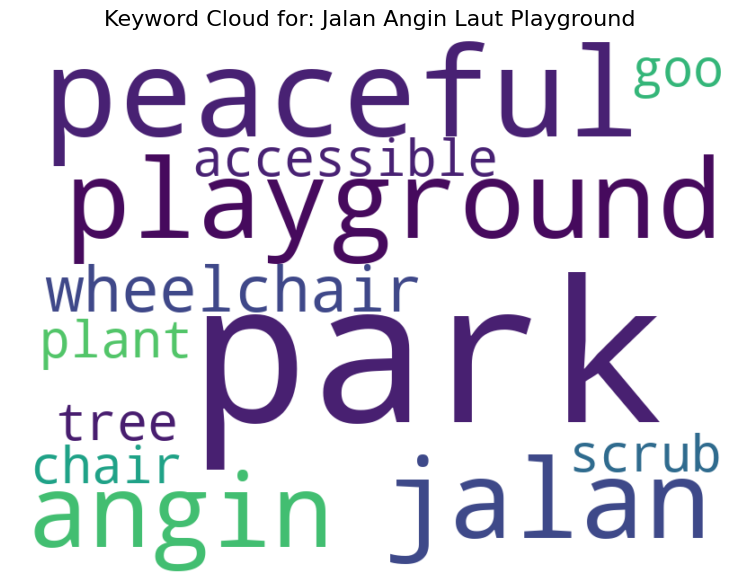 Keyword Cloud for: Jalan Angin Laut Playground
peaceful
goo
accessible
playground
wheelchair
plant
park
tree
chair
scrub
angin
jalan